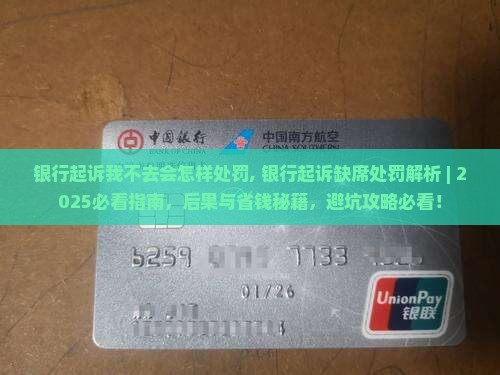 中国银行
中国南方航空
银行起诉我不去会怎样处罚, 银行起诉缺席处罚解析 | 2
025必看指南，后果与省钱秘籍，避坑攻略必看！
6259 7733
01/26
UnionPay
银联